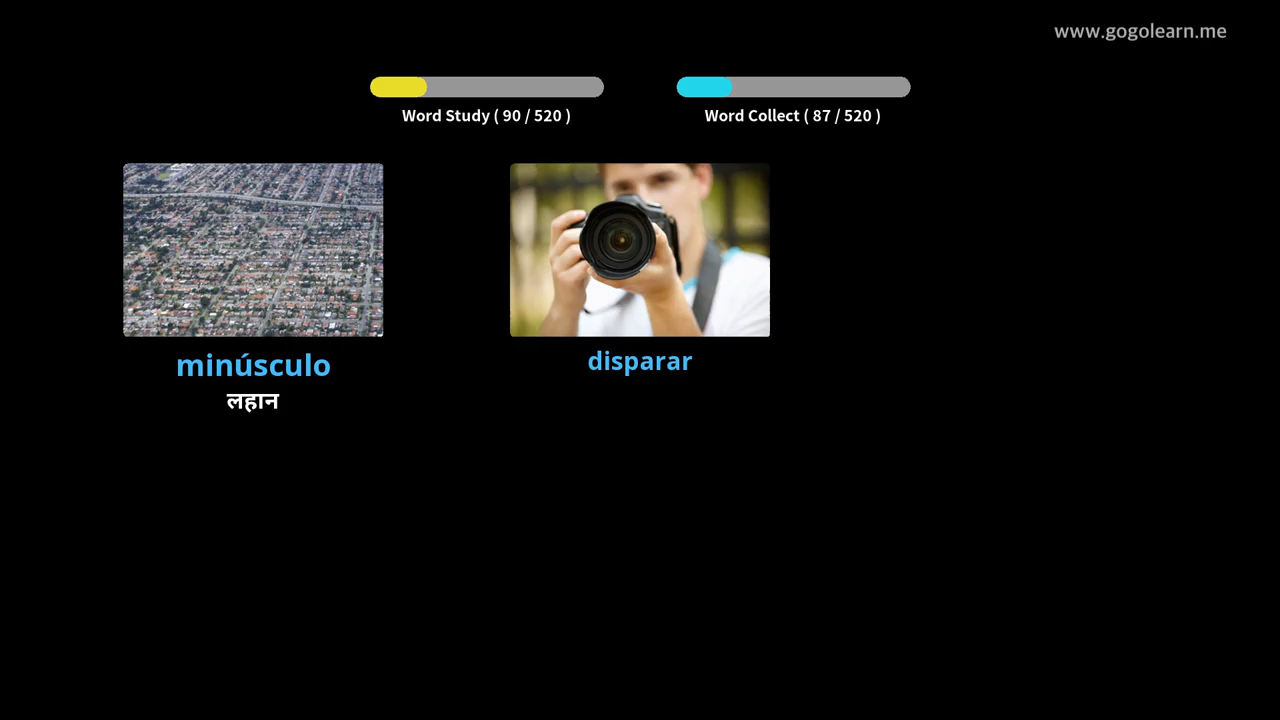 www.gogolearn.me
Word Study ( 90 / 520 )
Word Collect ( 87 / 520 )
minúsculo
लहान
disparar